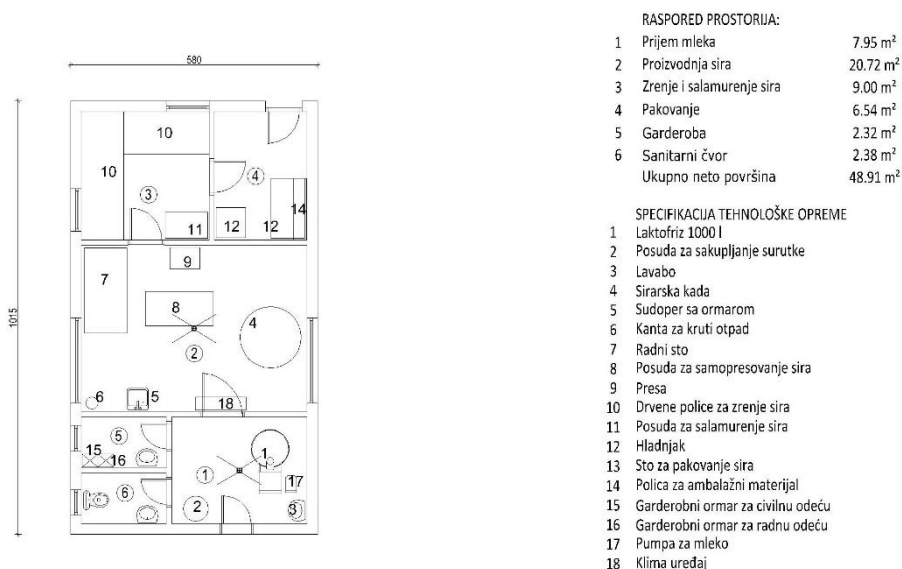 580
1015
10
10
3
4
11
12
12
14
9
7
8
4
2
6
5
18
5
15
16
6
1
1
17
2
3
RASPORED PROSTORIJA:
1 Prijem mleka 7.95 m²
2 Proizvodnja sira 20.72 m²
3 Zrenje i salamurenje sira 9.00 m²
4 Pakovanje 6.54 m²
5 Garderoba 2.32 m²
6 Sanitarni čvor 2.38 m²
Ukupno neto površina 48.91 m²
SPECIFIKACIJA TEHNOLOŠKE OPREME
1 Laktofriz 1000 l
2 Posuda za sakupljanje surutke
3 Lavabo
4 Sirarska kada
5 Sudoper sa ormarom
6 Kanta za kruti otpad
7 Radni sto
8 Posuda za samopresovanje sira
9 Presa
10 Drvene police za zrenje sira
11 Posuda za salamurenje sira
12 Hladnjak
13 Sto za pakovanje sira
14 Polica za ambalažni materijal
15 Garderobni ormar za civilnu odeću
16 Garderobni ormar za radnu odeću
17 Pumpa za mleko
18 Klima uređaj